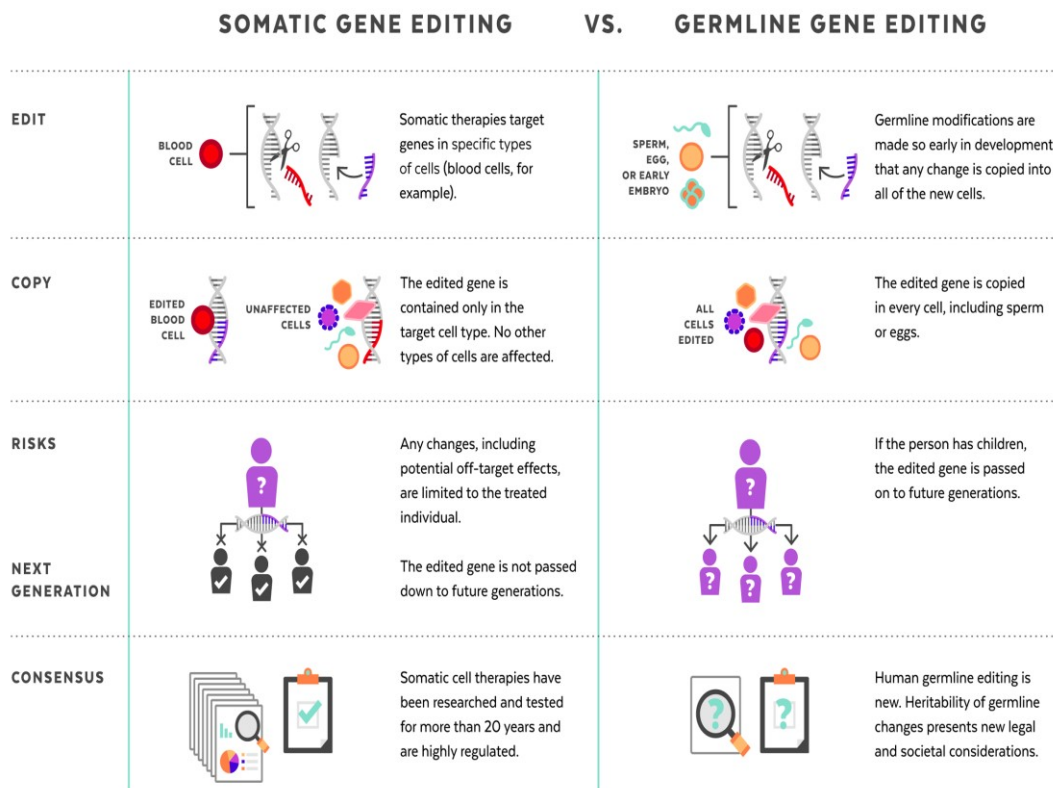 SOMATIC GENE EDITING VS. GERMLINE GENE EDITING
EDIT
BLOOD
CELL
Somatic therapies target
genes in specific types
of cells (blood cells, for
example).
SPERM,
EGG,
OR EARLY
EMBRYO
Germline modifications are
made so early in development
that any change is copied into
all of the new cells.
COPY
EDITED
BLOOD
CELL
UNAFFECTED
CELLS
The edited gene is
contained only in the
target cell type. No other
types of cells are affected.
ALL
CELLS
EDITED
The edited gene is copied
in every cell, including sperm
or eggs.
RISKS
?
Any changes, including
potential off-target effects,
are limited to the treated
individual.
?
If the person has children,
the edited gene is passed
on to future generations.
NEXT
GENERATION
The edited gene is not passed
down to future generations.
? ? ?
CONSENSUS
Somatic cell therapies have
been researched and tested
for more than 20 years and
are highly regulated.
? ?
Human germline editing is
new. Heritability of germline
changes presents new legal
and societal considerations.